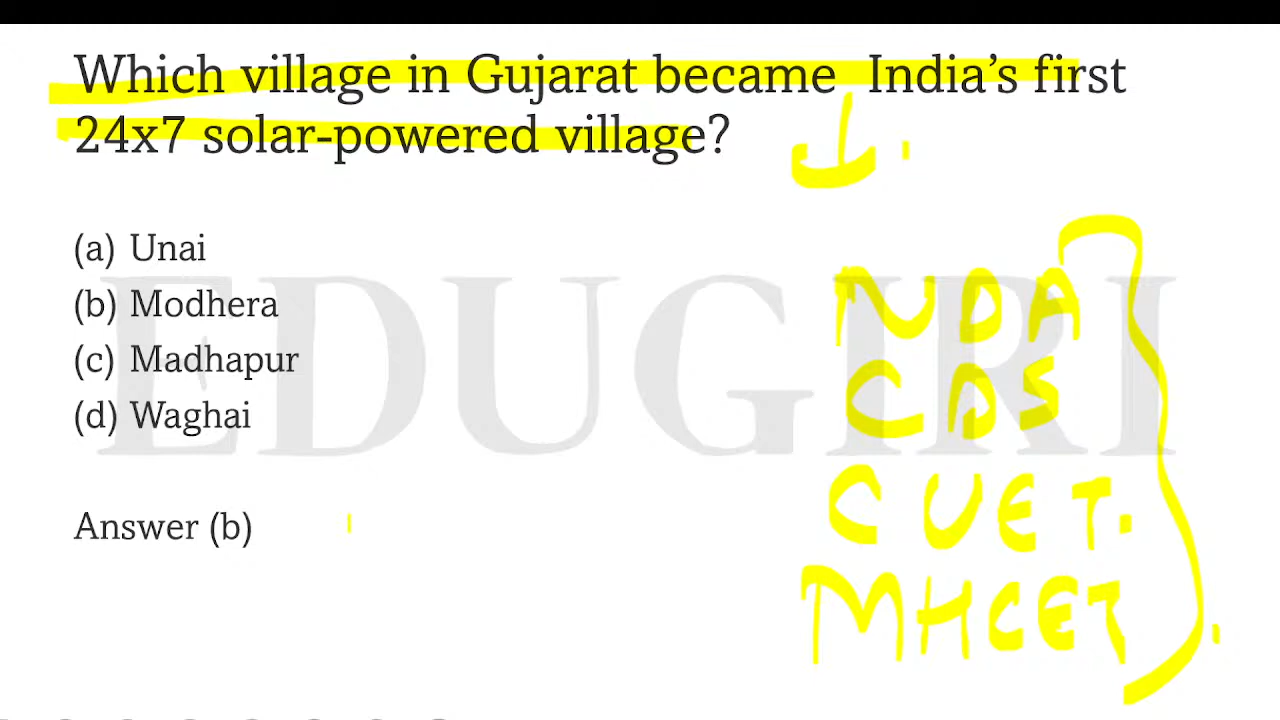 Which village in Gujarat became India's first
24x7 solar-powered village?
(a) Unai
(b) Modhera
(c) Madhapur
(d) Waghai
Answer (b)
EDUGIRI
NDA
CDS
CUET.
MHCET